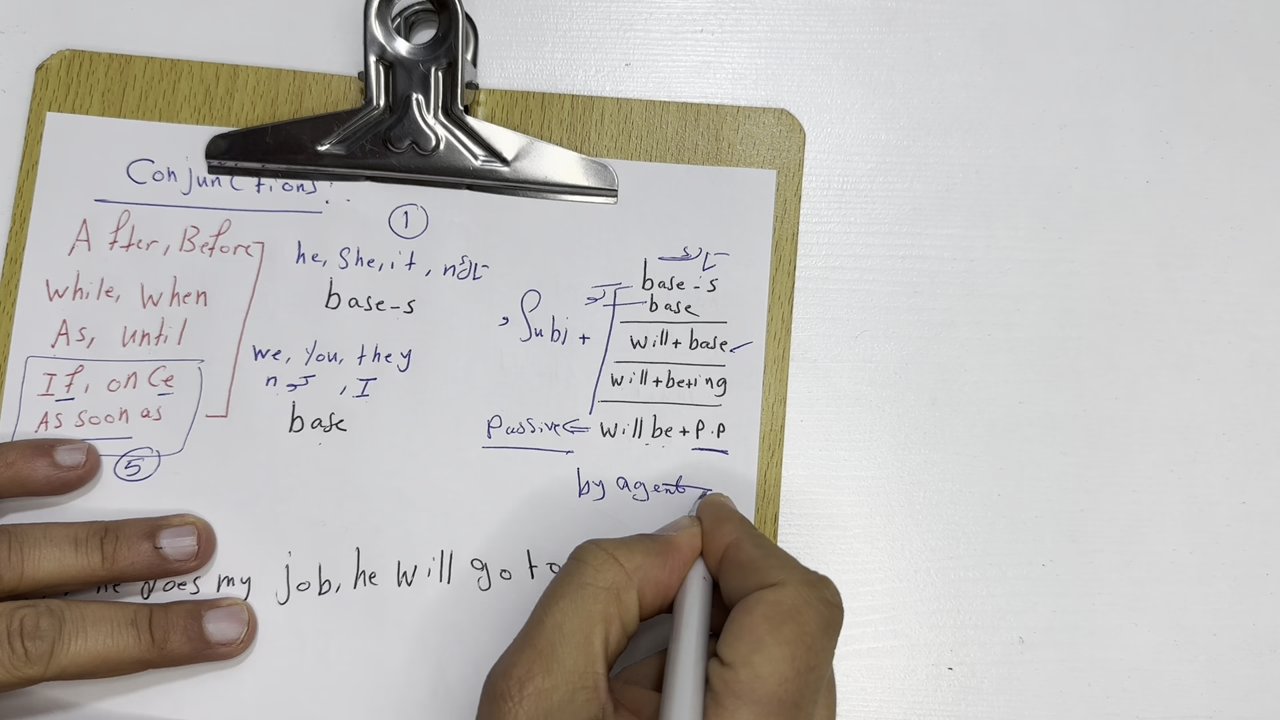 Conjunctions:
1
After, Before
while, when
As, until
If, once
As soon as
5
he, She, it,
base-s
we, you, they
, I
base
, Subj +
base-s
base
will+base
will+be+ing
Passive will be + P.P
by agent
he does my job, he will go to